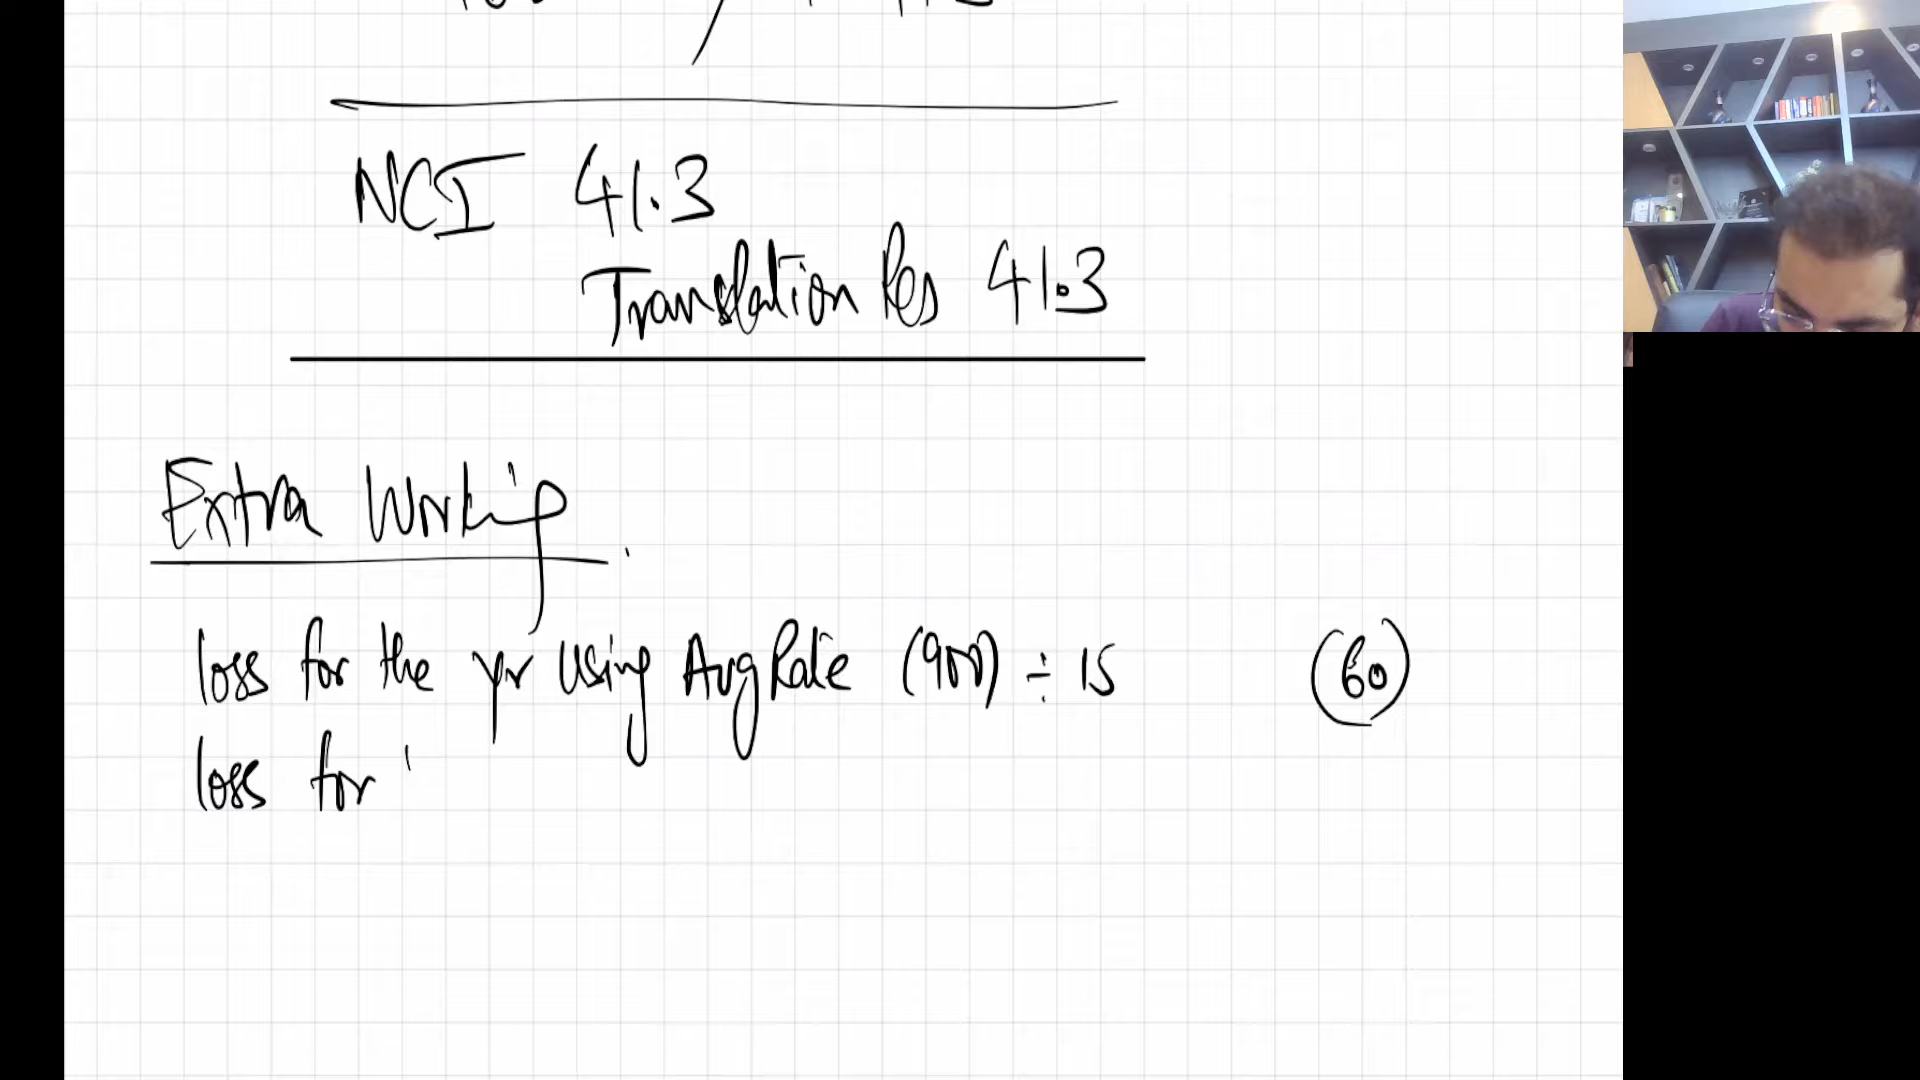 NCI 41.3
Translation Res 41.3
Extra Working
loss for the yr using Avg Rate (900) ÷ 15 (60)
loss for